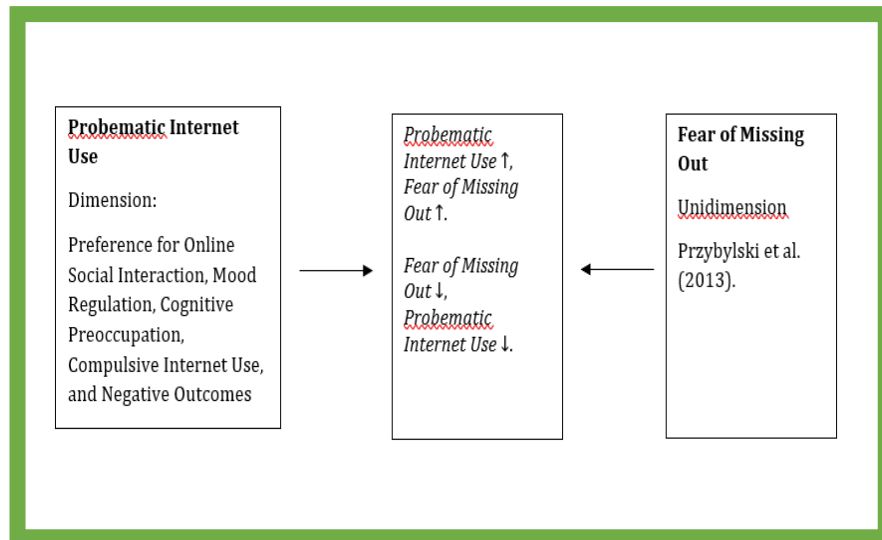 Probematic Internet
Use
Dimension:
Preference for Online
Social Interaction, Mood
Regulation, Cognitive
Preoccupation,
Compulsive Internet Use,
and Negative Outcomes
Probematic
Internet Use ↑,
Fear of Missing
Out ↑.
Fear of Missing
Out ↓,
Probematic
Internet Use ↓.
Fear of Missing
Out
Unidimension
Przybylski et al.
(2013).